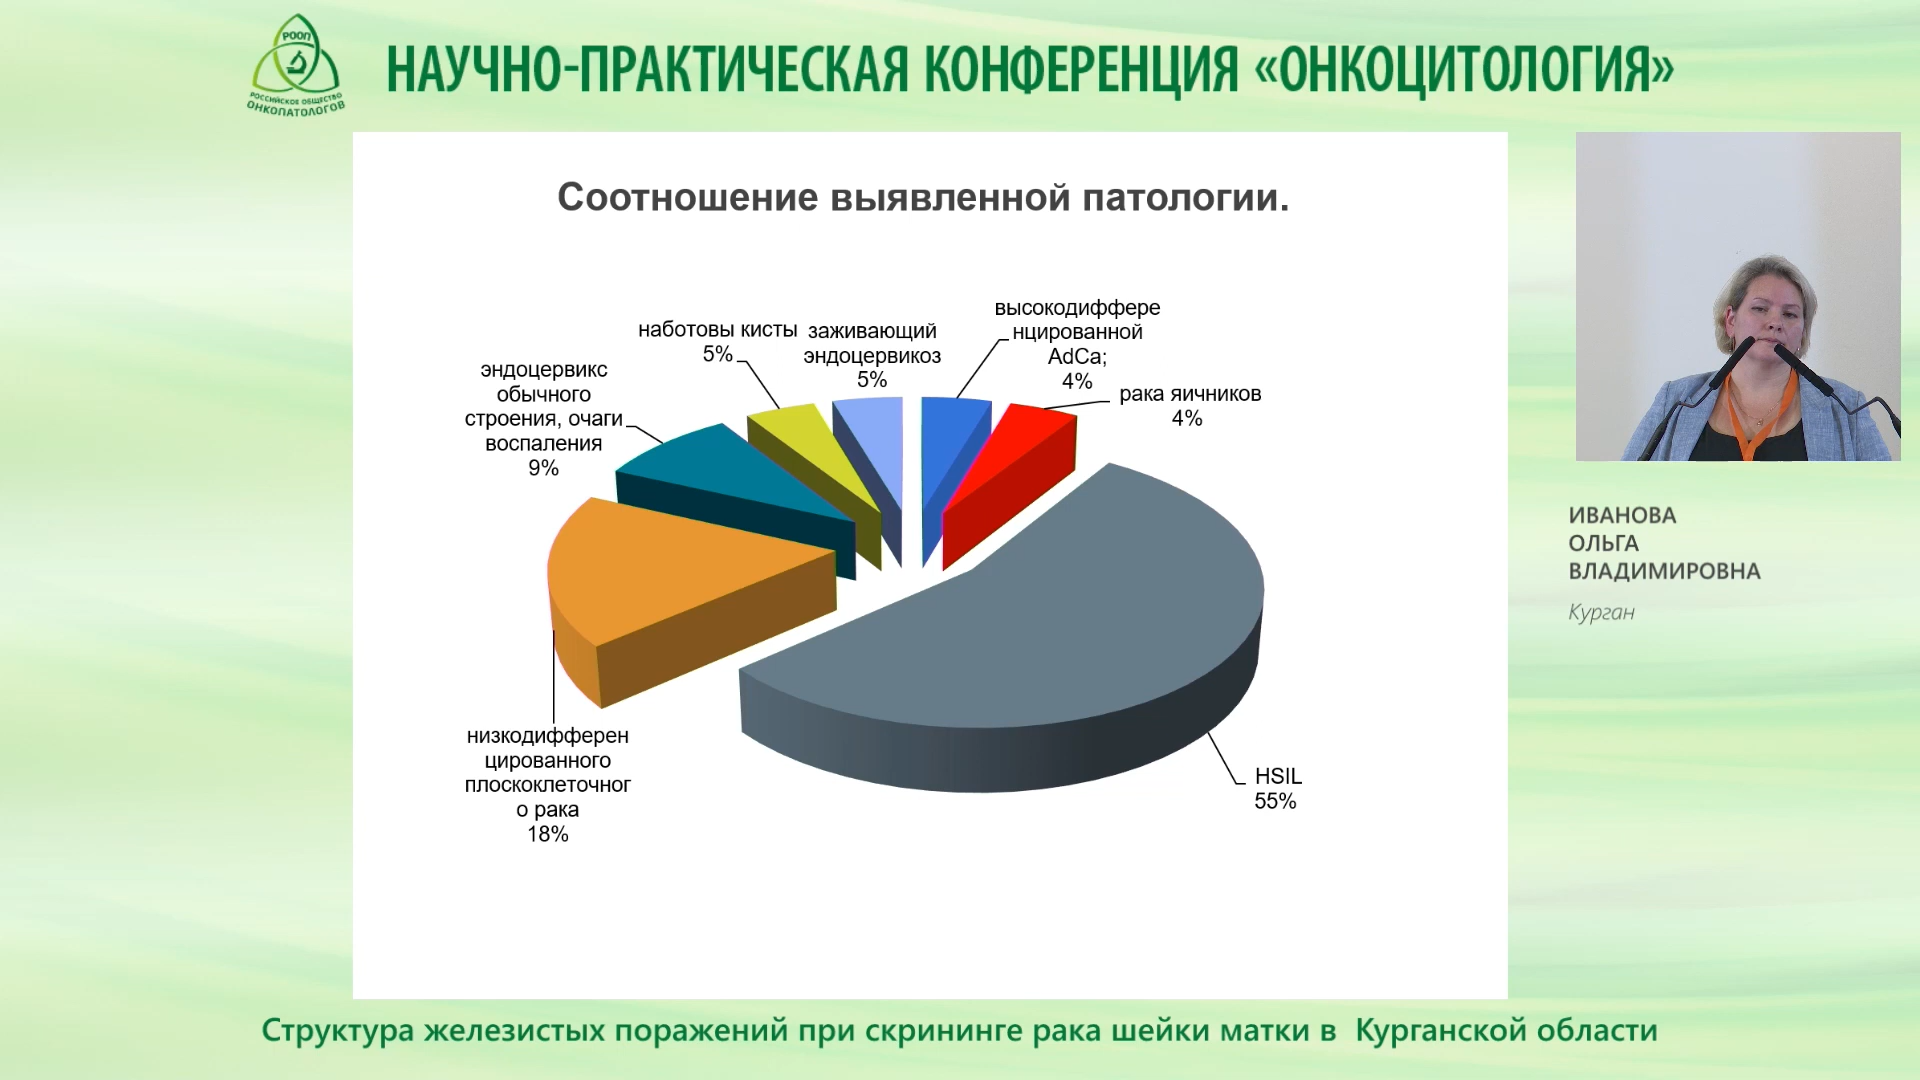 РООП
РОССИЙСКОЕ ОБЩЕСТВО
ОНКОПАТОЛОГОВ
НАУЧНО-ПРАКТИЧЕСКАЯ КОНФЕРЕНЦИЯ «ОНКОЦИТОЛОГИЯ»
Соотношение выявленной патологии.
высокодиффере
нцированной
AdCa;
4%
рака яичников
4%
HSIL
55%
низкодифферен
цированного
плоскоклеточног
о рака
18%
эндоцервикс
обычного
строения, очаги
воспаления
9%
наботовы кисты
5%
заживающий
эндоцервикоз
5%
ИВАНОВА
ОЛЬГА
ВЛАДИМИРОВНА
Курган
Структура железистых поражений при скрининге рака шейки матки в Курганской области